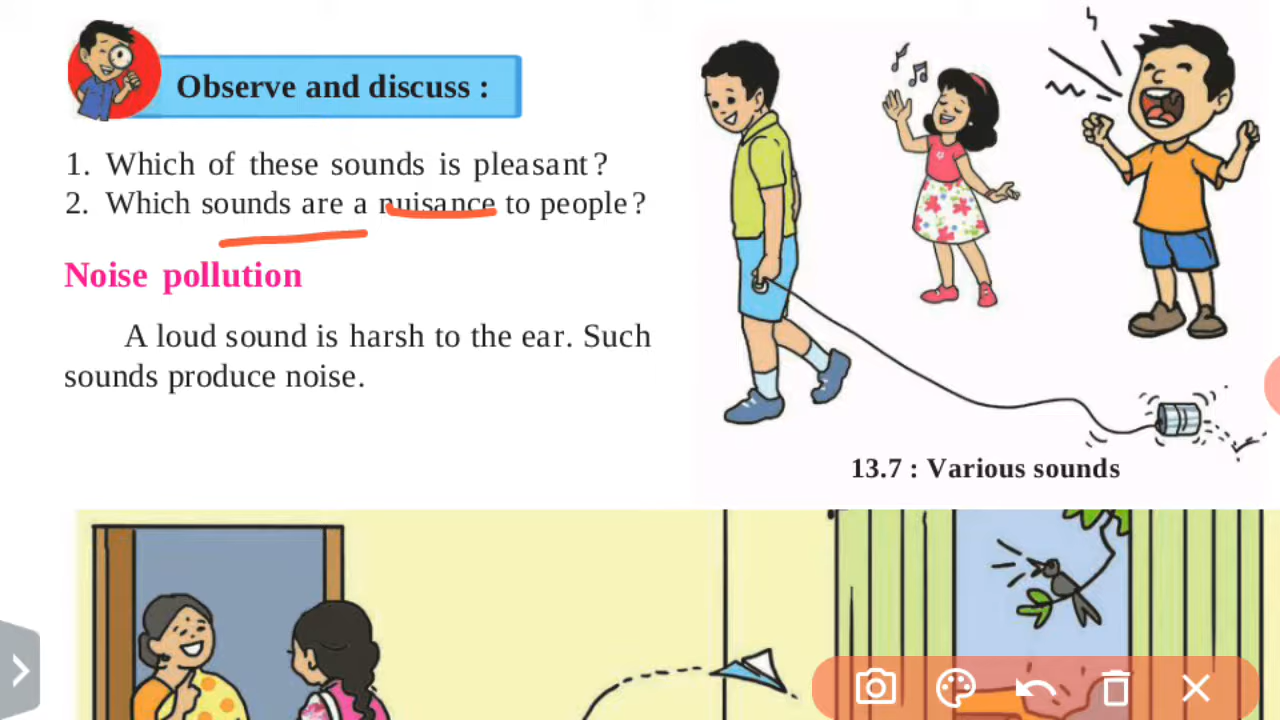 Observe and discuss :
1. Which of these sounds is pleasant?
2. Which sounds are a nuisance to people?
Noise pollution
A loud sound is harsh to the ear. Such
sounds produce noise.
13.7 : Various sounds